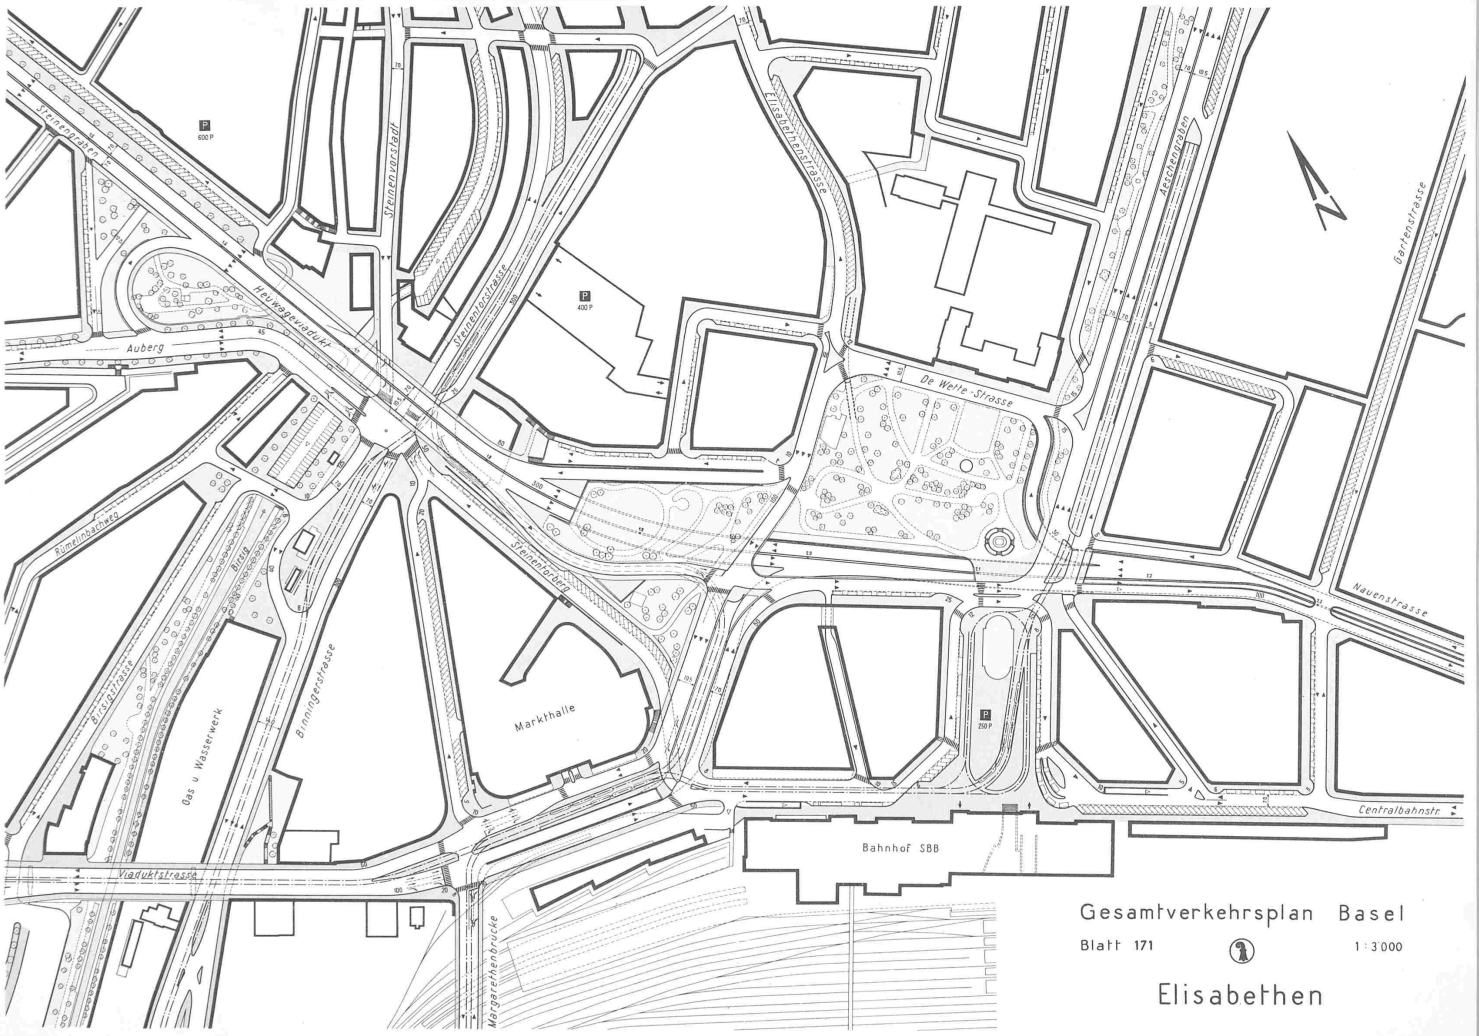 Steinengraben
P
600 P
Steinenvorstadt
Elisabethenstrasse
Aeschengraben
Gartenstrasse
N
Heuwageviadukt
Steinentorstrasse
P
400 P
Auberg
De Wette-Strasse
Rümelinbachweg
Birsig
Steinentorberg
Nauenstrasse
Birsigstrasse
Gas u Wasserwerk
Binningerstrasse
Markthalle
P
250 P
Centralbahnstr.
Bahnhof SBB
Viaduktstrasse
Margarethenbrücke
Gesamtverkehrsplan Basel
Blatt 171
1:3000
Elisabethen